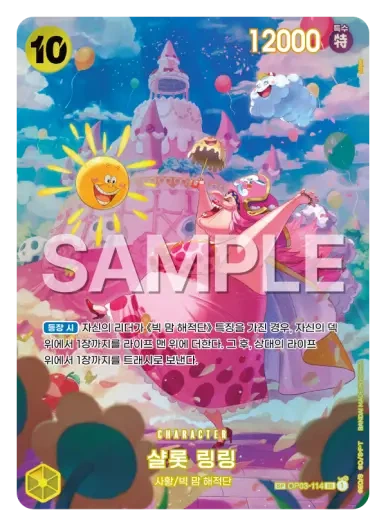 10
12000
특수
特
SAMPLE
등장 시 자신의 리더가 《빅 맘 해적단》 특징을 가진 경우, 자신의 덱
위에서 1장까지를 라이프 맨 위에 더한다. 그 후, 상대의 라이프
위에서 1장까지를 트래시로 보낸다.
CHARACTER
샬롯 링링
사황/빅 맘 해적단
SP OP03-114 1